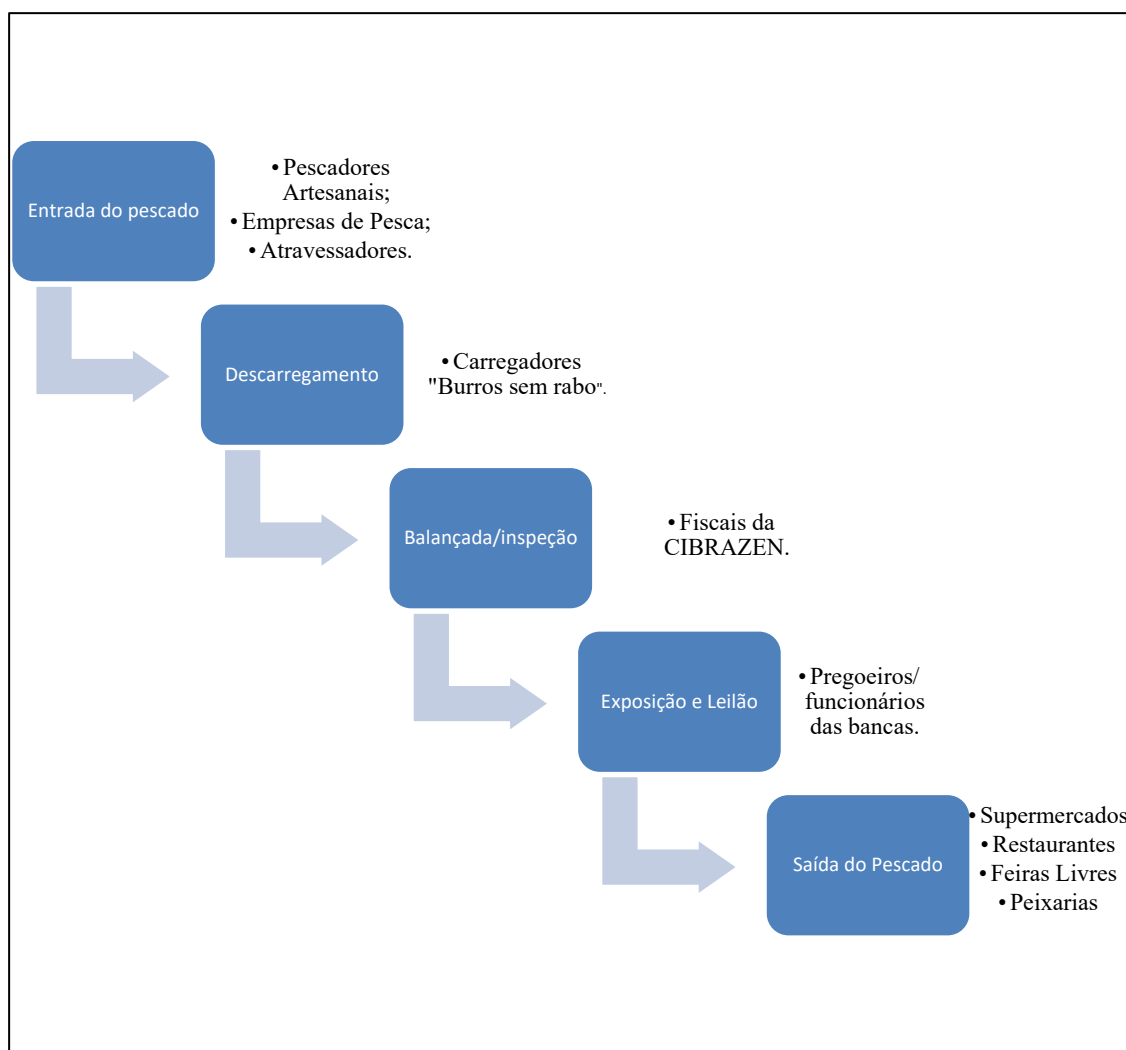 Entrada do pescado
• Pescadores
Artesanais;
• Empresas de Pesca;
• Atravessadores.
Descarregamento
• Carregadores
"Burros sem rabo".
Balançada/inspeção
• Fiscais da
CIBRAZEN.
Exposição e Leilão
• Pregoeiros/
funcionários
das bancas.
Saída do Pescado
• Supermercados
• Restaurantes
• Feiras Livres
• Peixarias